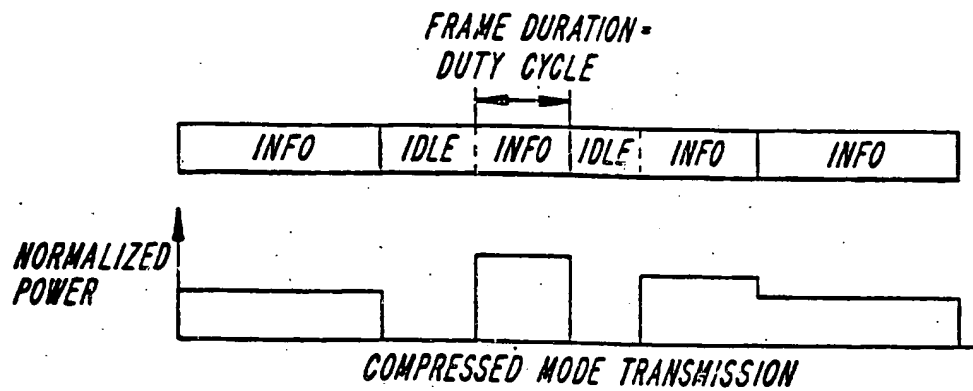 FRAME DURATION=
DUTY CYCLE
INFO IDLE INFO IDLE INFO INFO
NORMALIZED
POWER
COMPRESSED MODE TRANSMISSION